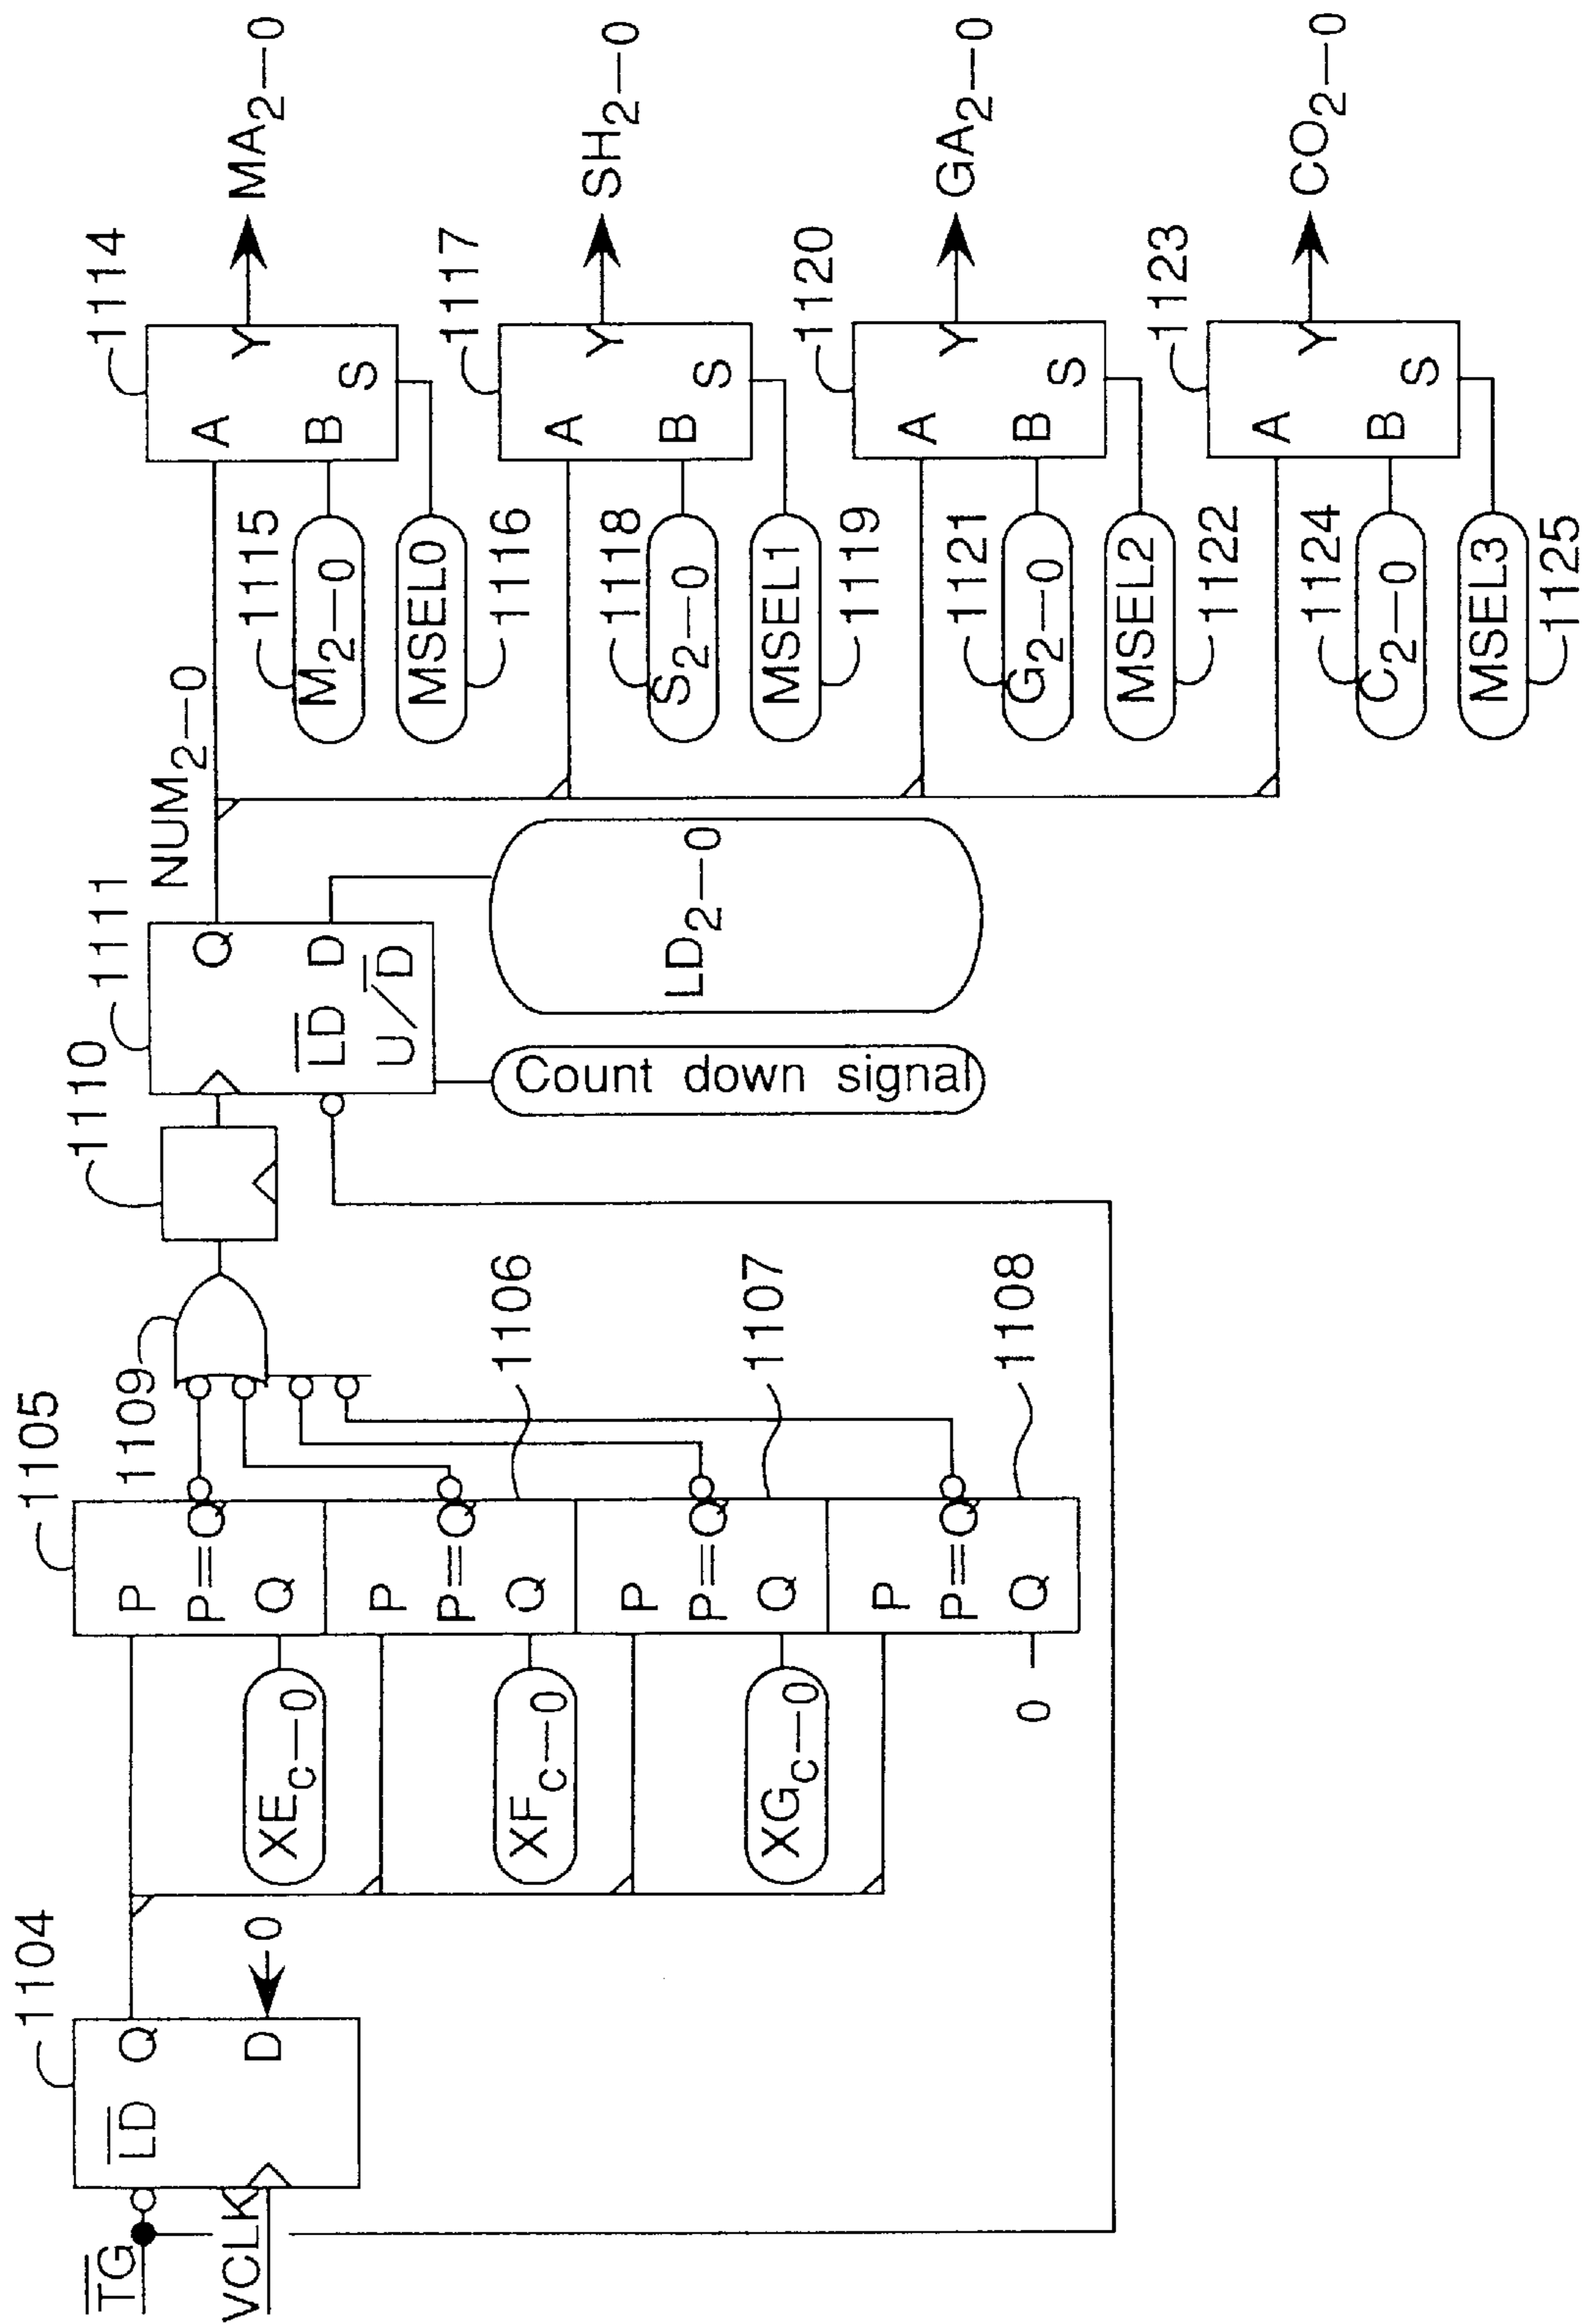 TG
VCLK
1104
LD
Q
D
0
XEC—0
XFC—0
XGC—0
0
1105
P
P=Q
Q
P
P=Q
Q
P
P=Q
Q
P
P=Q
Q
1106
1107
1108
1109
1110
1111
Q
LD
D
U/D
Count down signal
LD2—0
NUM2—0
1114
A
Y
B
S
MA2—0
1115
M2—0
MSEL0
1116
1117
A
Y
B
S
SH2—0
1118
S2—0
MSEL1
1119
1120
A
Y
B
S
GA2—0
1121
G2—0
MSEL2
1122
1123
A
Y
B
S
CO2—0
1124
C2—0
MSEL3
1125